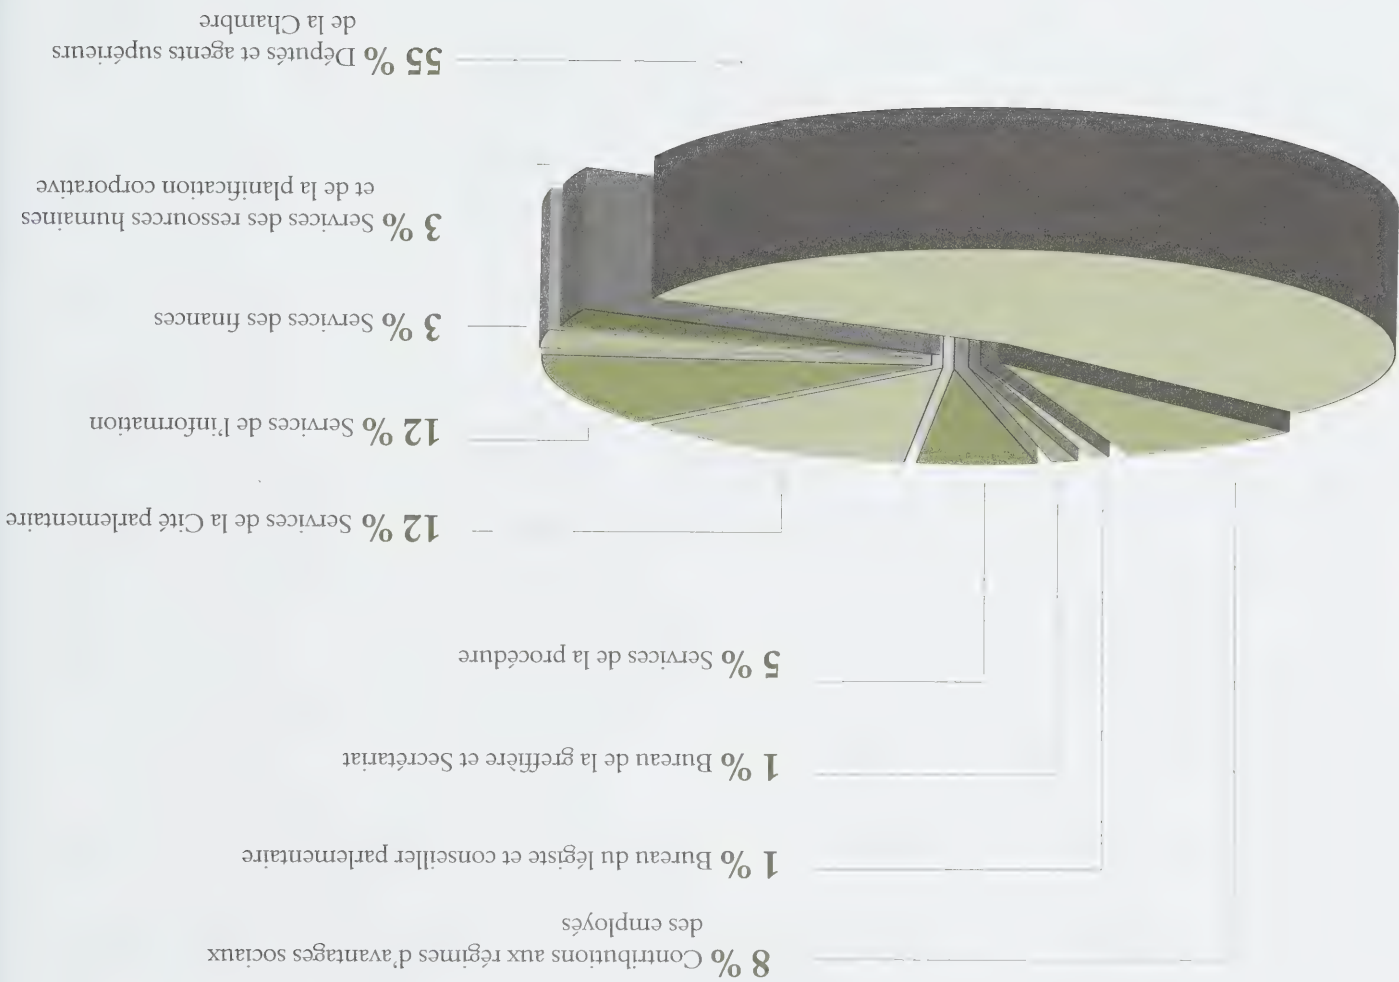 8 % Contributions aux régimes d'avantages sociaux
des employés
1 % Bureau du légiste et conseiller parlementaire
1 % Bureau de la greffière et Secrétariat
5 % Services de la procédure
12 % Services de la Cité parlementaire
12 % Services de l'information
3 % Services des finances
3 % Services des ressources humaines
et de la planification corporative
55 % Députés et agents supérieurs
de la Chambre